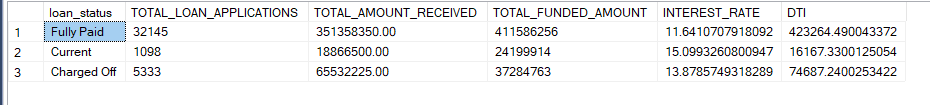 loan_status TOTAL_LOAN_APPLICATIONS TOTAL_AMOUNT_RECEIVED TOTAL_FUNDED_AMOUNT INTEREST_RATE DTI
1 Fully Paid 32145 351358350.00 411586256 11.6410707918092 423264.490043372
2 Current 1098 18866500.00 24199914 15.0993260800947 16167.3300125054
3 Charged Off 5333 65532225.00 37284763 13.8785749318289 74687.2400253422